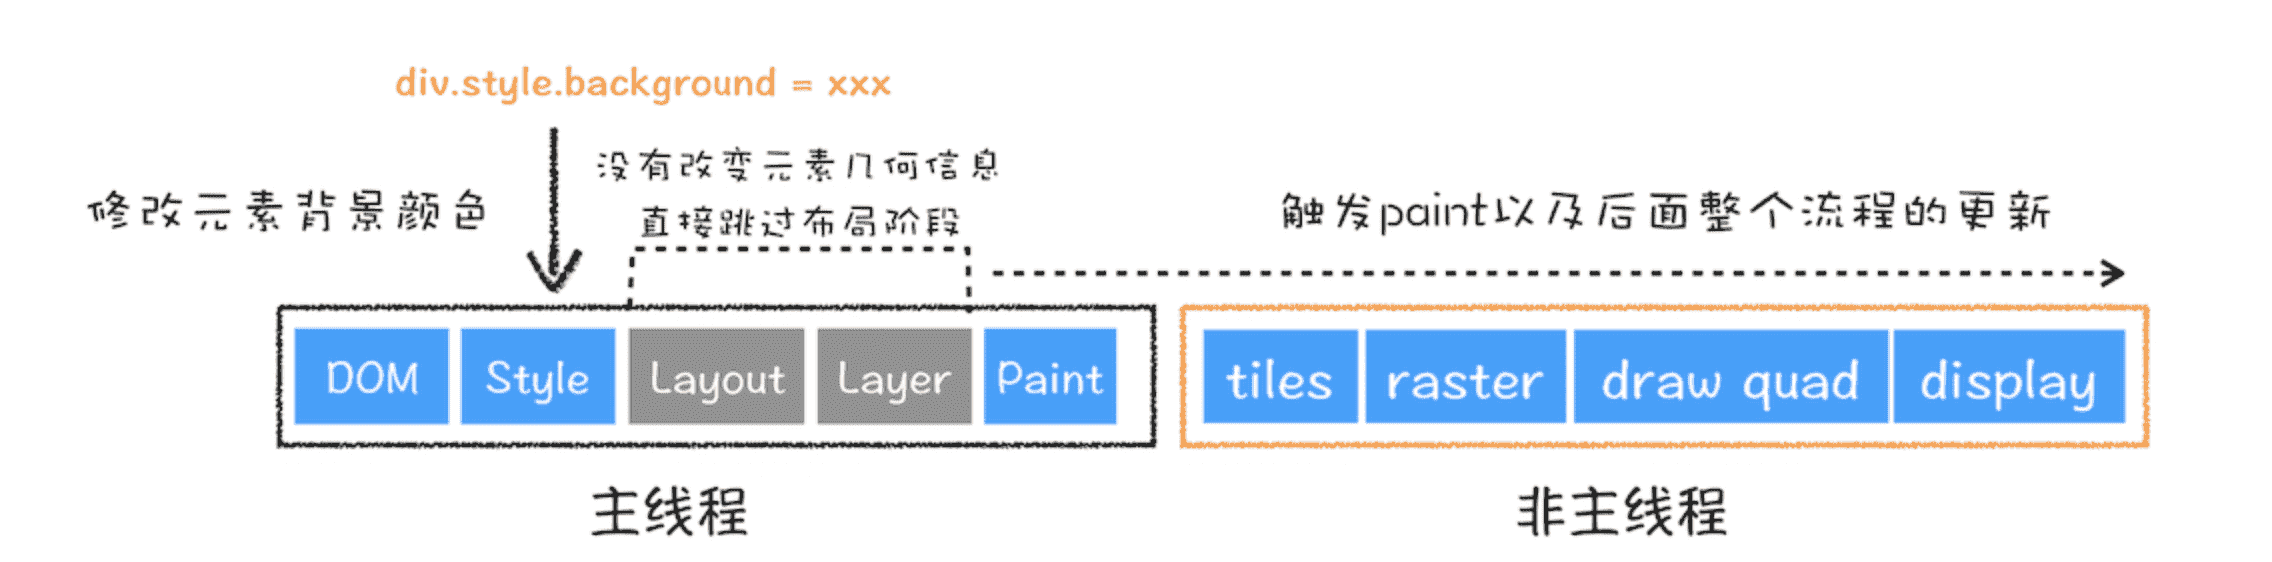 div.style.background = xxx
没有改变元素几何信息
直接跳过布局阶段
修改元素背景颜色
触发paint以及后面整个流程的更新
DOM
Style
Layout
Layer
Paint
tiles
raster
draw quad
display
主线程
非主线程